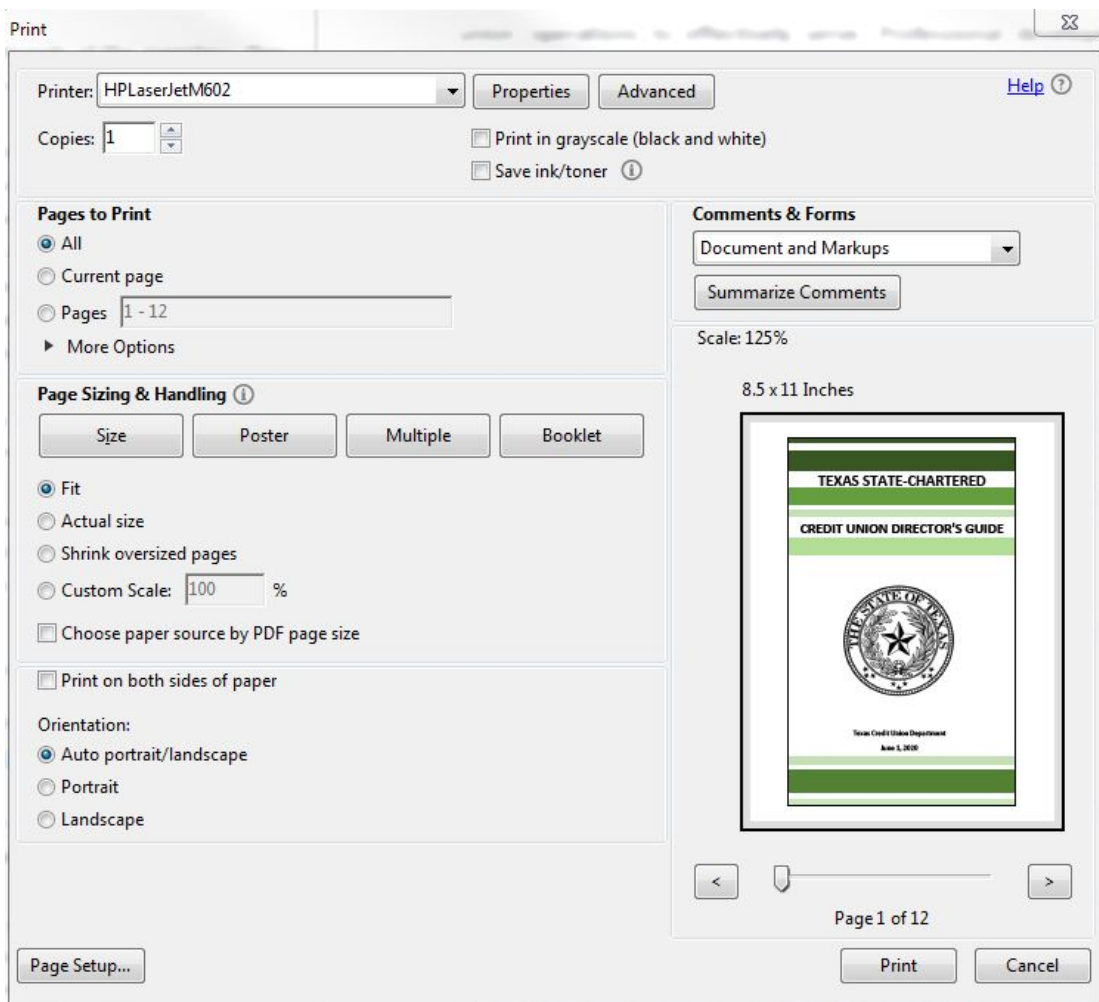 Print
Printer: HPLaserJetM602
Properties
Advanced
Help ?
Copies: 1
Print in grayscale (black and white)
Save ink/toner i
Pages to Print
All
Current page
Pages 1 - 12
More Options
Comments & Forms
Document and Markups
Summarize Comments
Page Sizing & Handling i
Size
Poster
Multiple
Booklet
Fit
Actual size
Shrink oversized pages
Custom Scale: 100 %
Choose paper source by PDF page size
Print on both sides of paper
Orientation:
Auto portrait/landscape
Portrait
Landscape
Scale: 125%
8.5 x 11 Inches
TEXAS STATE-CHARTERED
CREDIT UNION DIRECTOR'S GUIDE
THE STATE OF TEXAS
Texas Credit Union Department
June 1, 2020
<
>
Page 1 of 12
Page Setup...
Print
Cancel